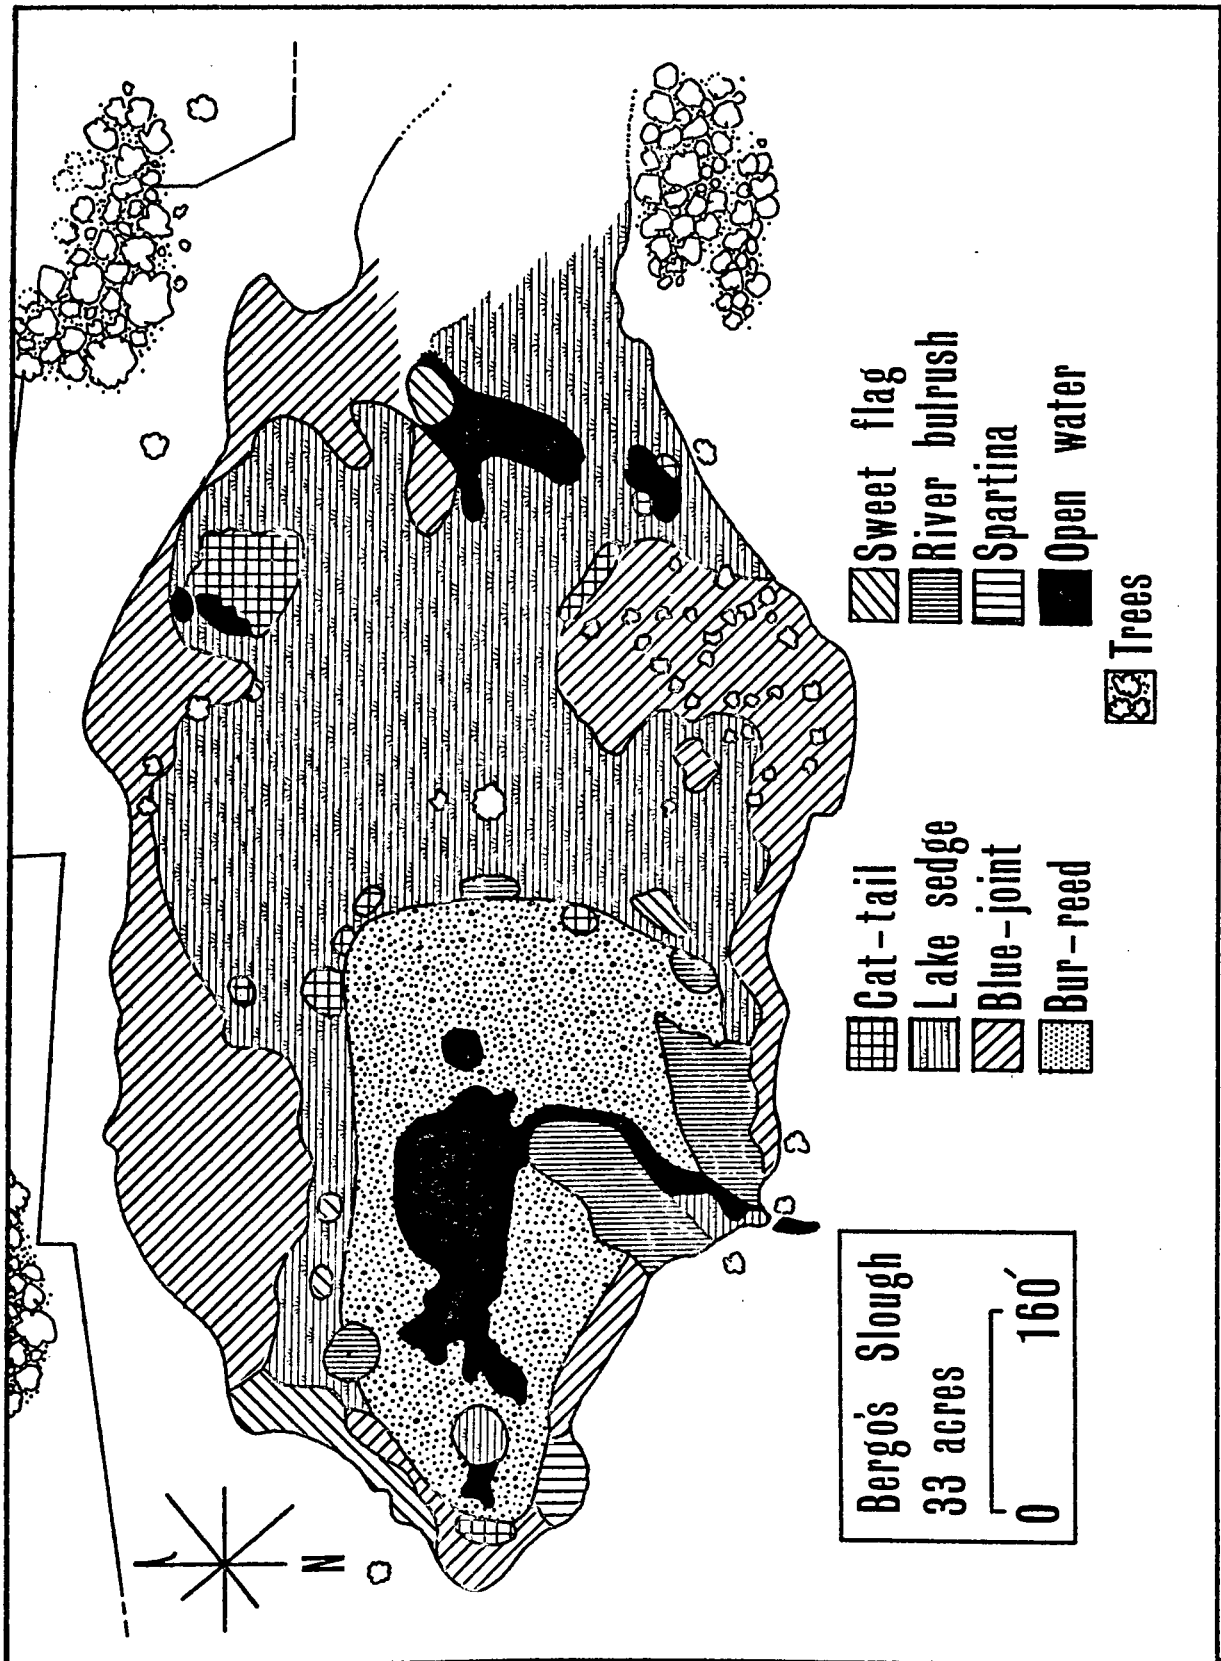 N
Bergo's Slough
33 acres
0 160'
Cat-tail
Lake sedge
Blue-joint
Bur-reed
Sweet flag
River bulrush
Spartina
Open water
Trees